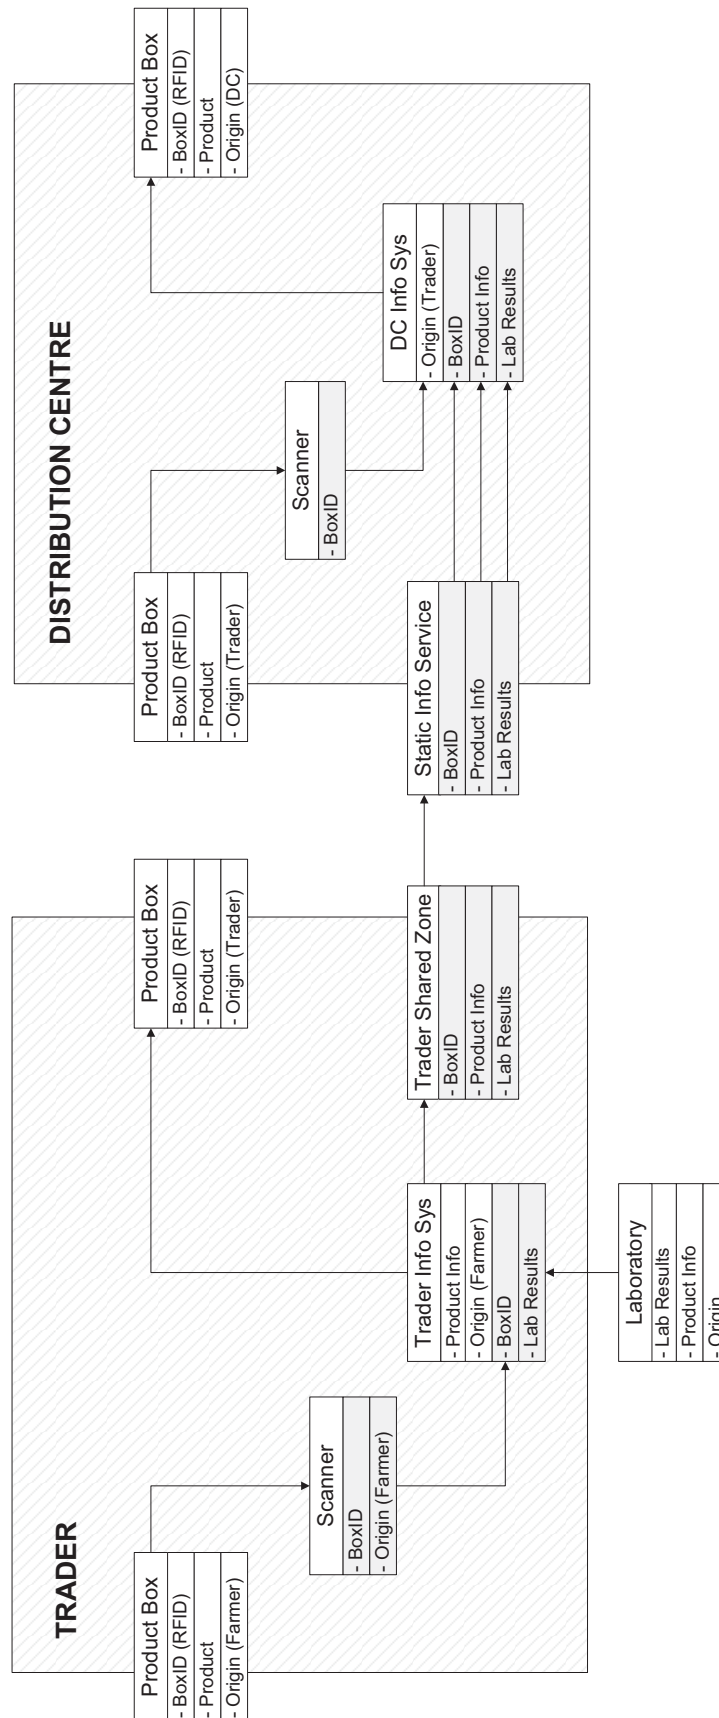 TRADER
Product Box
- BoxID (RFID)
- Product
- Origin (Farmer)
Scanner
- BoxID
- Origin (Farmer)
Trader Info Sys
- Product Info
- Origin (Farmer)
- BoxID
- Lab Results
Laboratory
- Lab Results
- Product Info
- Origin
Trader Shared Zone
- BoxID
- Product Info
- Lab Results
Product Box
- BoxID (RFID)
- Product
- Origin (Trader)
DISTRIBUTION CENTRE
Product Box
- BoxID (RFID)
- Product
- Origin (Trader)
Static Info Service
- BoxID
- Product Info
- Lab Results
Scanner
- BoxID
DC Info Sys
- Origin (Trader)
- BoxID
- Product Info
- Lab Results
Product Box
- BoxID (RFID)
- Product
- Origin (DC)